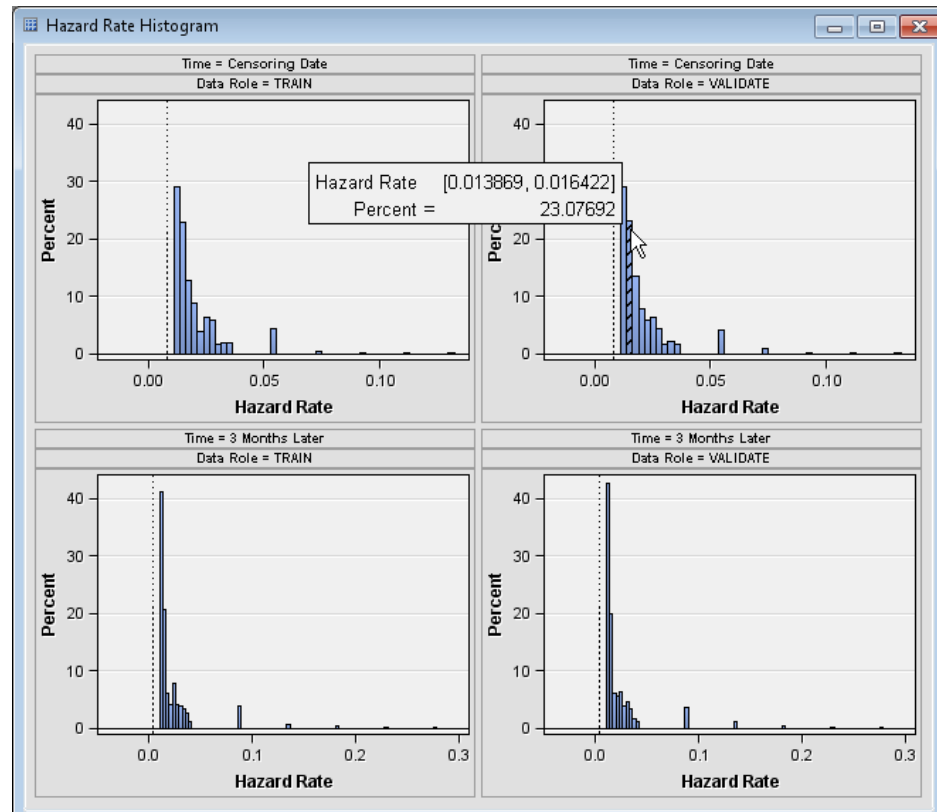 Hazard Rate Histogram
Time = Censoring Date
Data Role = TRAIN
40
30
20
10
0
Percent
0.00
0.05
0.10
Hazard Rate
Time = Censoring Date
Data Role = VALIDATE
40
30
20
10
0
0.00
0.05
0.10
Hazard Rate
Hazard Rate [0.013869, 0.016422]
Percent = 23.07692
Time = 3 Months Later
Data Role = TRAIN
40
30
20
10
0
Percent
0.0
0.1
0.2
0.3
Hazard Rate
Time = 3 Months Later
Data Role = VALIDATE
40
30
20
10
0
Percent
0.0
0.1
0.2
0.3
Hazard Rate